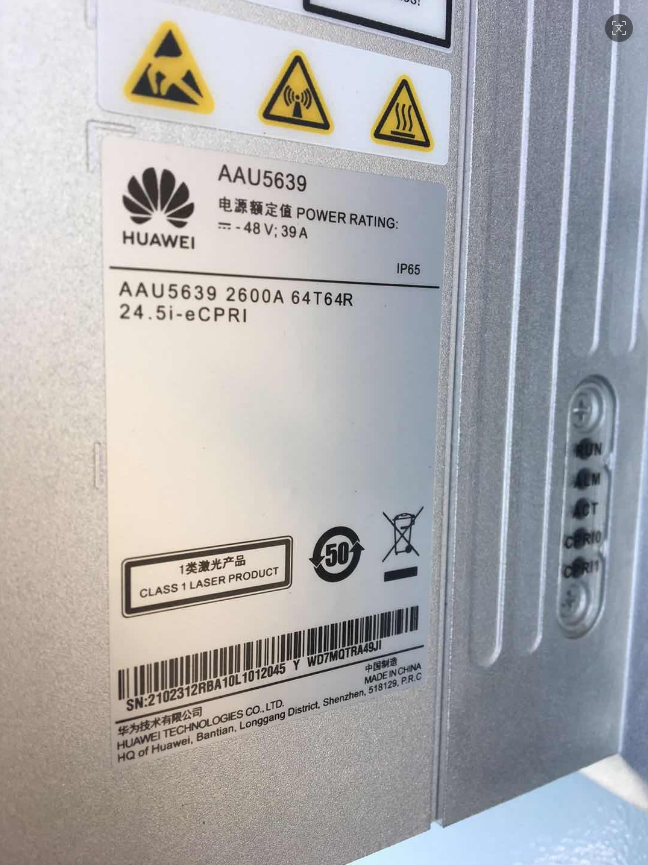 AAU5639
电源额定值 POWER RATING:
⎓ - 48 V; 39 A
HUAWEI
IP65
AAU5639 2600A 64T64R
24.5i-eCPRI
1类激光产品
CLASS 1 LASER PRODUCT
50
SN:2102312RBA10L1012045 Y WD7MQTRA49JI
中国制造
MADE IN CHINA
华为技术有限公司
HUAWEI TECHNOLOGIES CO., LTD.
HQ of Huawei, Bantian, Longgang District, Shenzhen, 518129, P.R.C
RUN
ALM
ACT
CPRI0
CPRI1